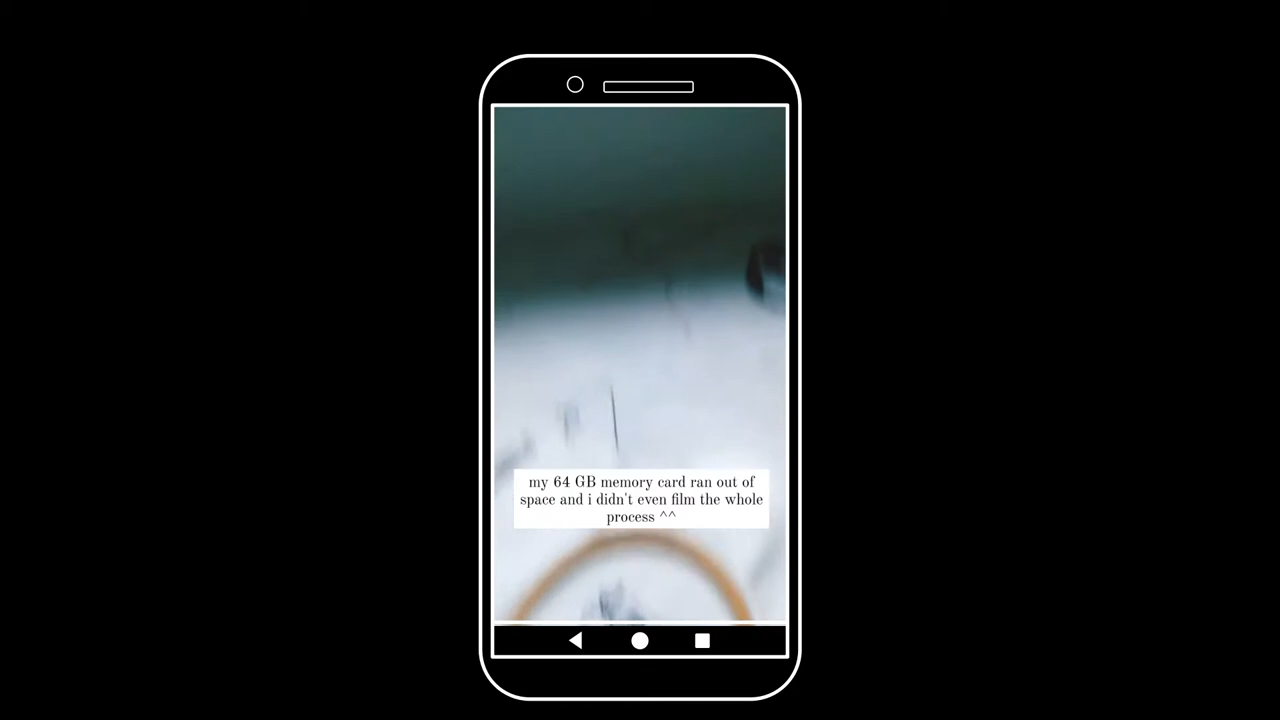 my 64 GB memory card ran out of
space and i didn't even film the whole
process ^^